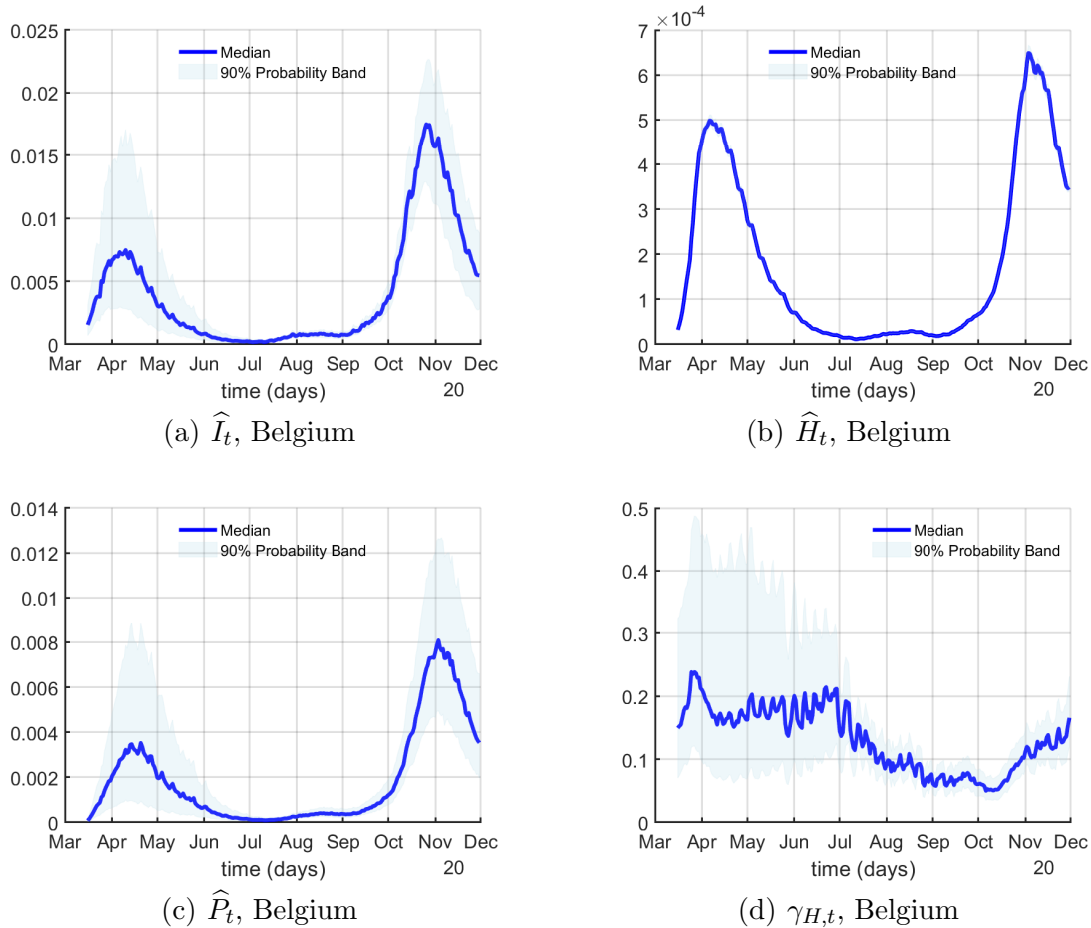 0.025
0.02
0.015
0.01
0.005
0
Median
90% Probability Band
Mar Apr May Jun Jul Aug Sep Oct Nov Dec
time (days) 20
(a) Î_t, Belgium
×10⁻⁴
7
6
5
4
3
2
1
0
Median
90% Probability Band
Mar Apr May Jun Jul Aug Sep Oct Nov Dec
time (days) 20
(b) Ĥ_t, Belgium
0.014
0.012
0.01
0.008
0.006
0.004
0.002
0
Median
90% Probability Band
Mar Apr May Jun Jul Aug Sep Oct Nov Dec
time (days) 20
(c) P̂_t, Belgium
0.5
0.4
0.3
0.2
0.1
0
Median
90% Probability Band
Mar Apr May Jun Jul Aug Sep Oct Nov Dec
time (days) 20
(d) γ_{H,t}, Belgium